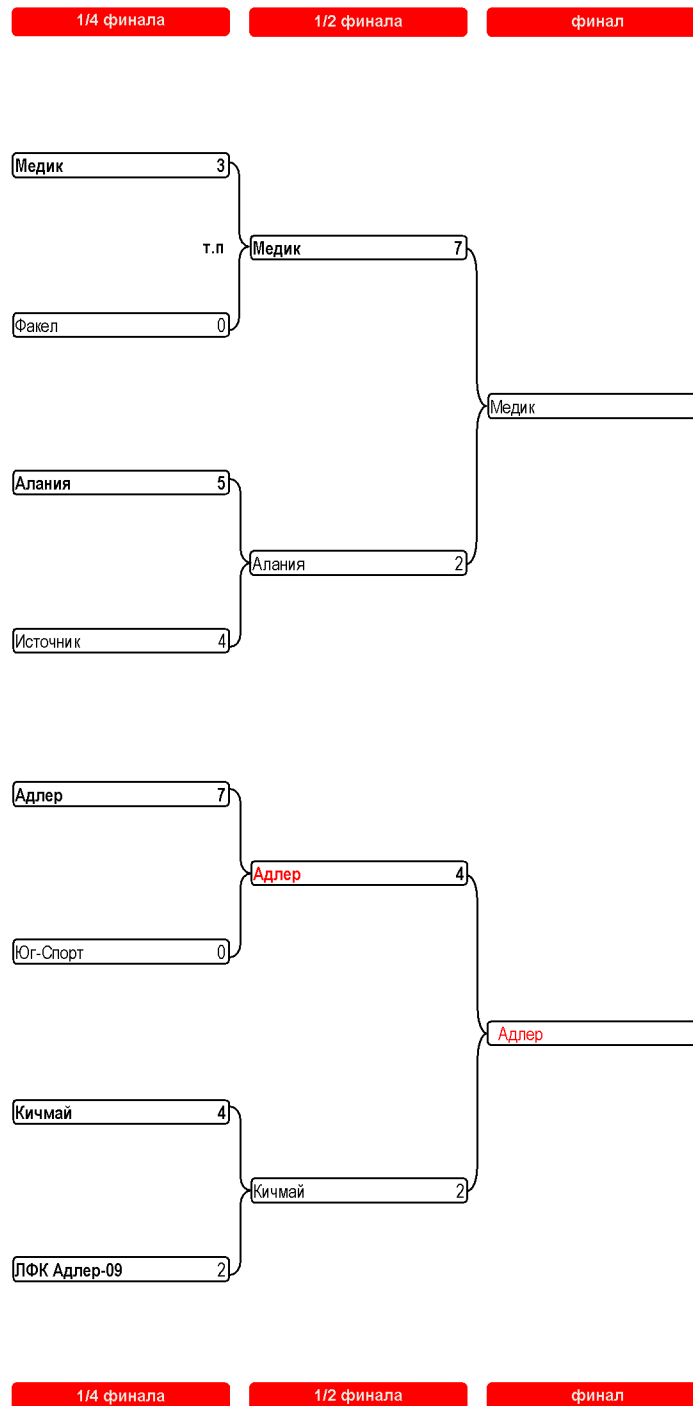 1/4 финала 1/2 финала финал
Медик 3
т.п Медик 7
Факел 0
Медик
Алания 5
Алания 2
Источник 4
Адлер 7
Адлер 4
Юг-Спорт 0
Адлер
Кичмай 4
Кичмай 2
ЛФК Адлер-09 2
1/4 финала 1/2 финала финал